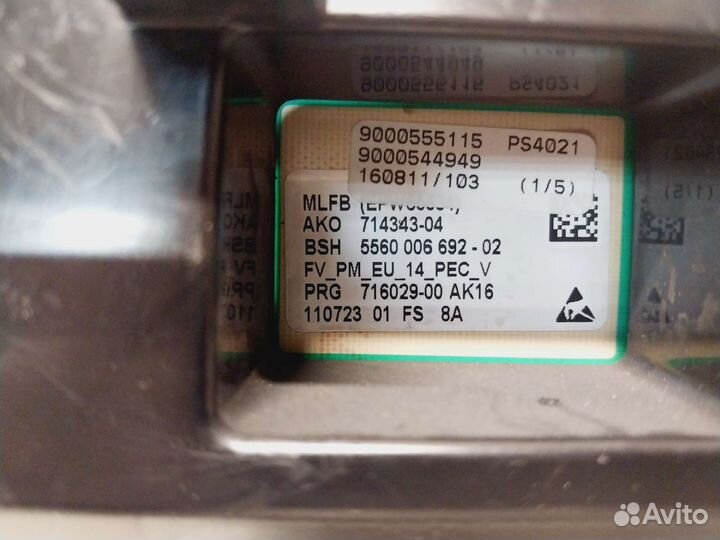 9000555115 PS4021
9000544949
160811/103 (1/5)
MLFB
AKO 714343-04
BSH 5560 006 692 - 02
FV_PM_EU_14_PEC_V
PRG 716029-00 AK16
110723 01 FS 8A
Avito